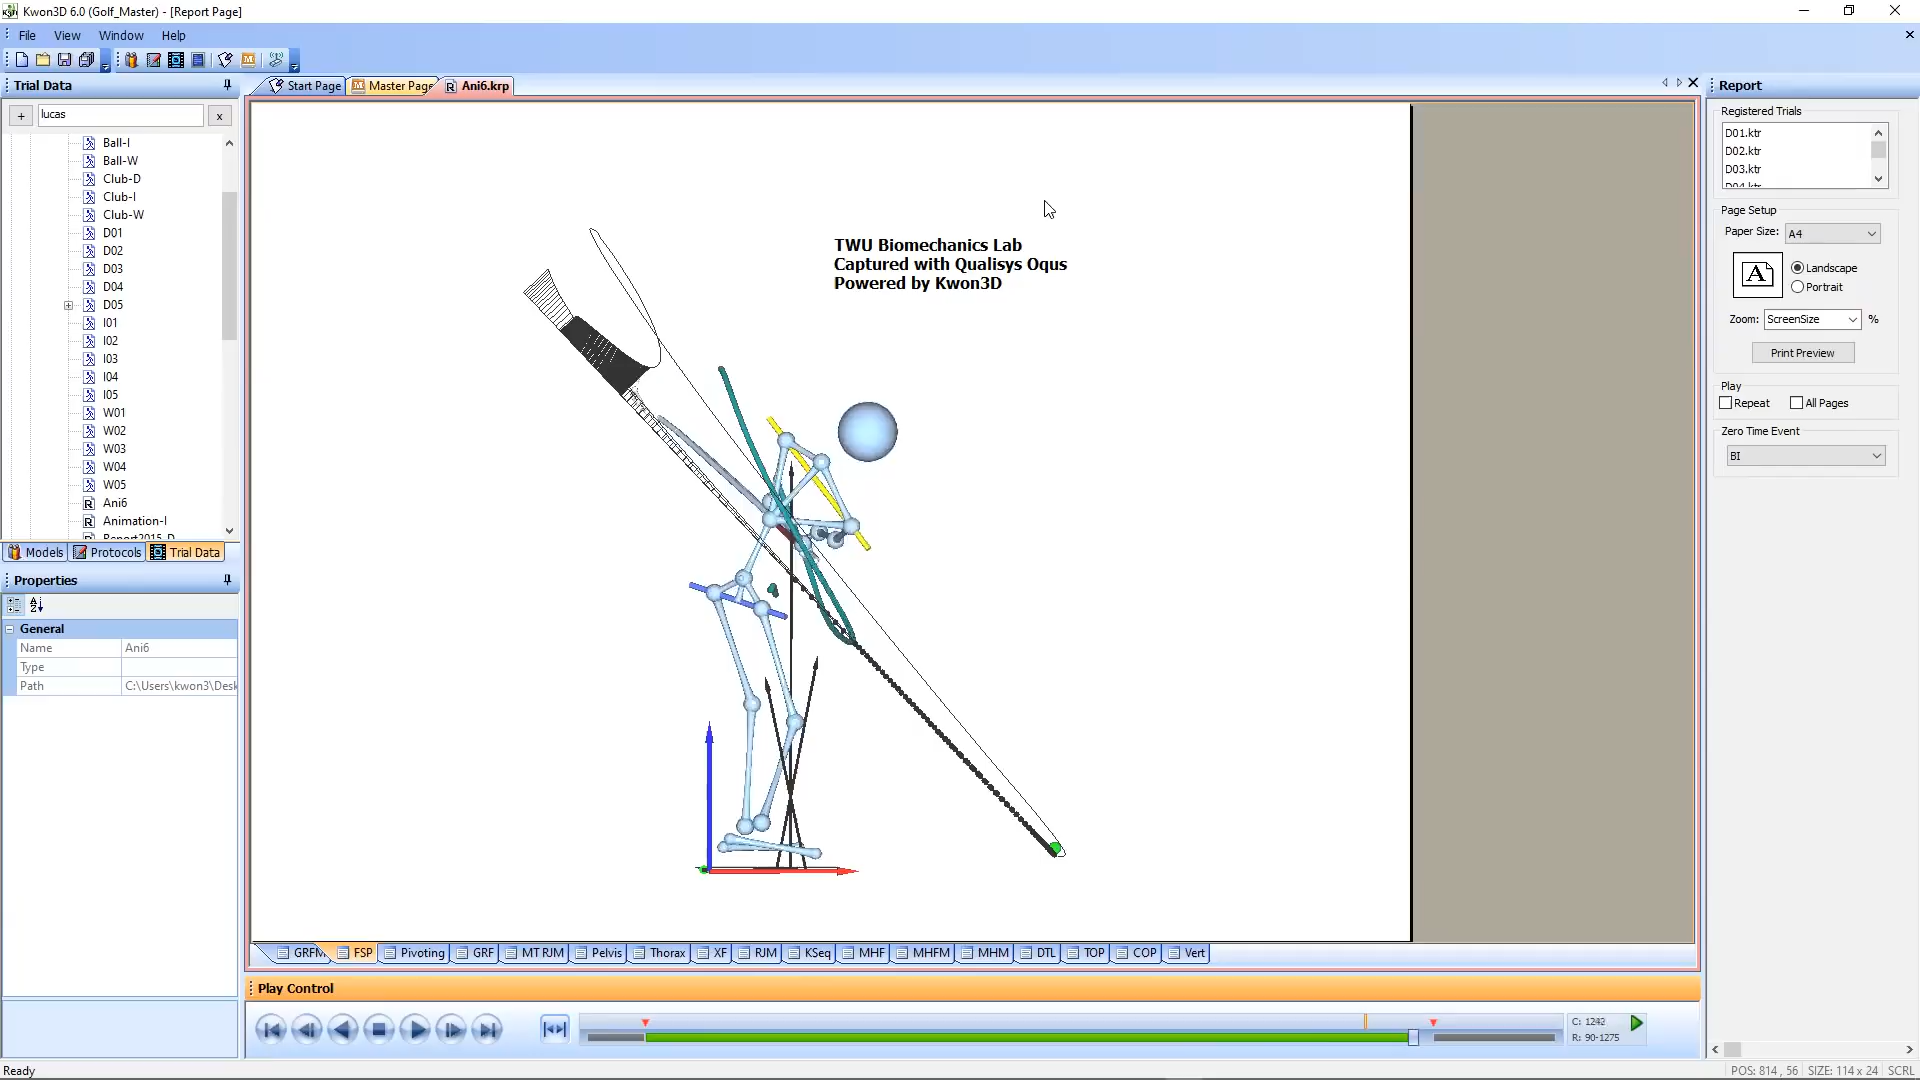 Kwon3D 6.0 (Golf_Master) - [Report Page]
File View Window Help
Trial Data
lucas
Ball-I
Ball-W
Club-D
Club-I
Club-W
D01
D02
D03
D04
D05
I01
I02
I03
I04
I05
W01
W02
W03
W04
W05
Ani6
Animation-I
Report2015-D
Models Protocols Trial Data
Properties
General
Name Ani6
Type
Path C:\Users\kwon3\Desk
Start Page Master Page Ani6.krp
TWU Biomechanics Lab
Captured with Qualisys Oqus
Powered by Kwon3D
GRFM FSP Pivoting GRF MT RJM Pelvis Thorax XF RJM KSeq MHF MHFM MHM DTL TOP COP Vert
Play Control
C: 1242
R: 90-1275
Report
Registered Trials
D01.ktr
D02.ktr
D03.ktr
D04.ktr
Page Setup
Paper Size: A4
A
Landscape
Portrait
Zoom: ScreenSize %
Print Preview
Play
Repeat All Pages
Zero Time Event
BI
Ready
POS: 814 , 56 SIZE: 114 x 24 SCRL